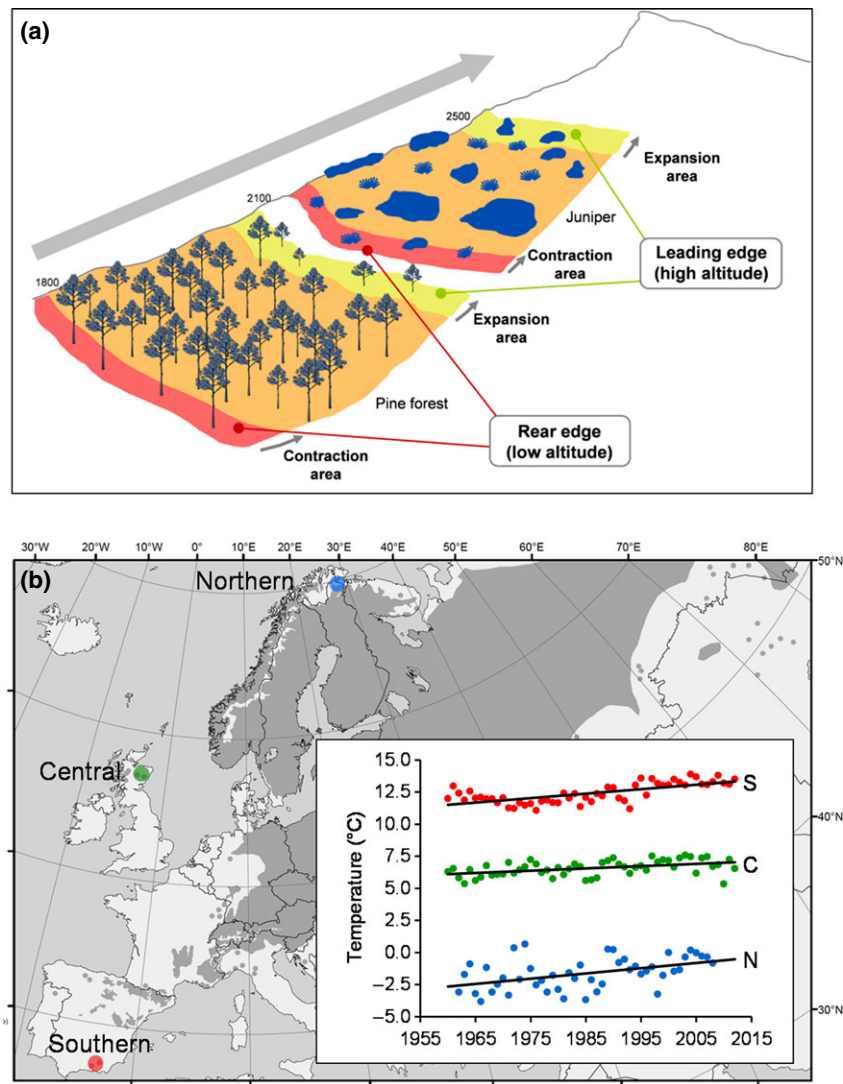 (a)
2500
Expansion
area
2100
Juniper
Leading edge
(high altitude)
Contraction
area
1800
Expansion
area
Pine forest
Rear edge
(low altitude)
Contraction
area
30°W
20°W
10°W
0°
10°E
20°E
30°E
40°E
50°E
60°E
70°E
80°E
(b)
50°N
Northern
Central
40°N
30°N
Southern
15.0
12.5
10.0
7.5
5.0
2.5
0.0
−2.5
−5.0
Temperature (°C)
S
C
N
1955
1965
1975
1985
1995
2005
2015